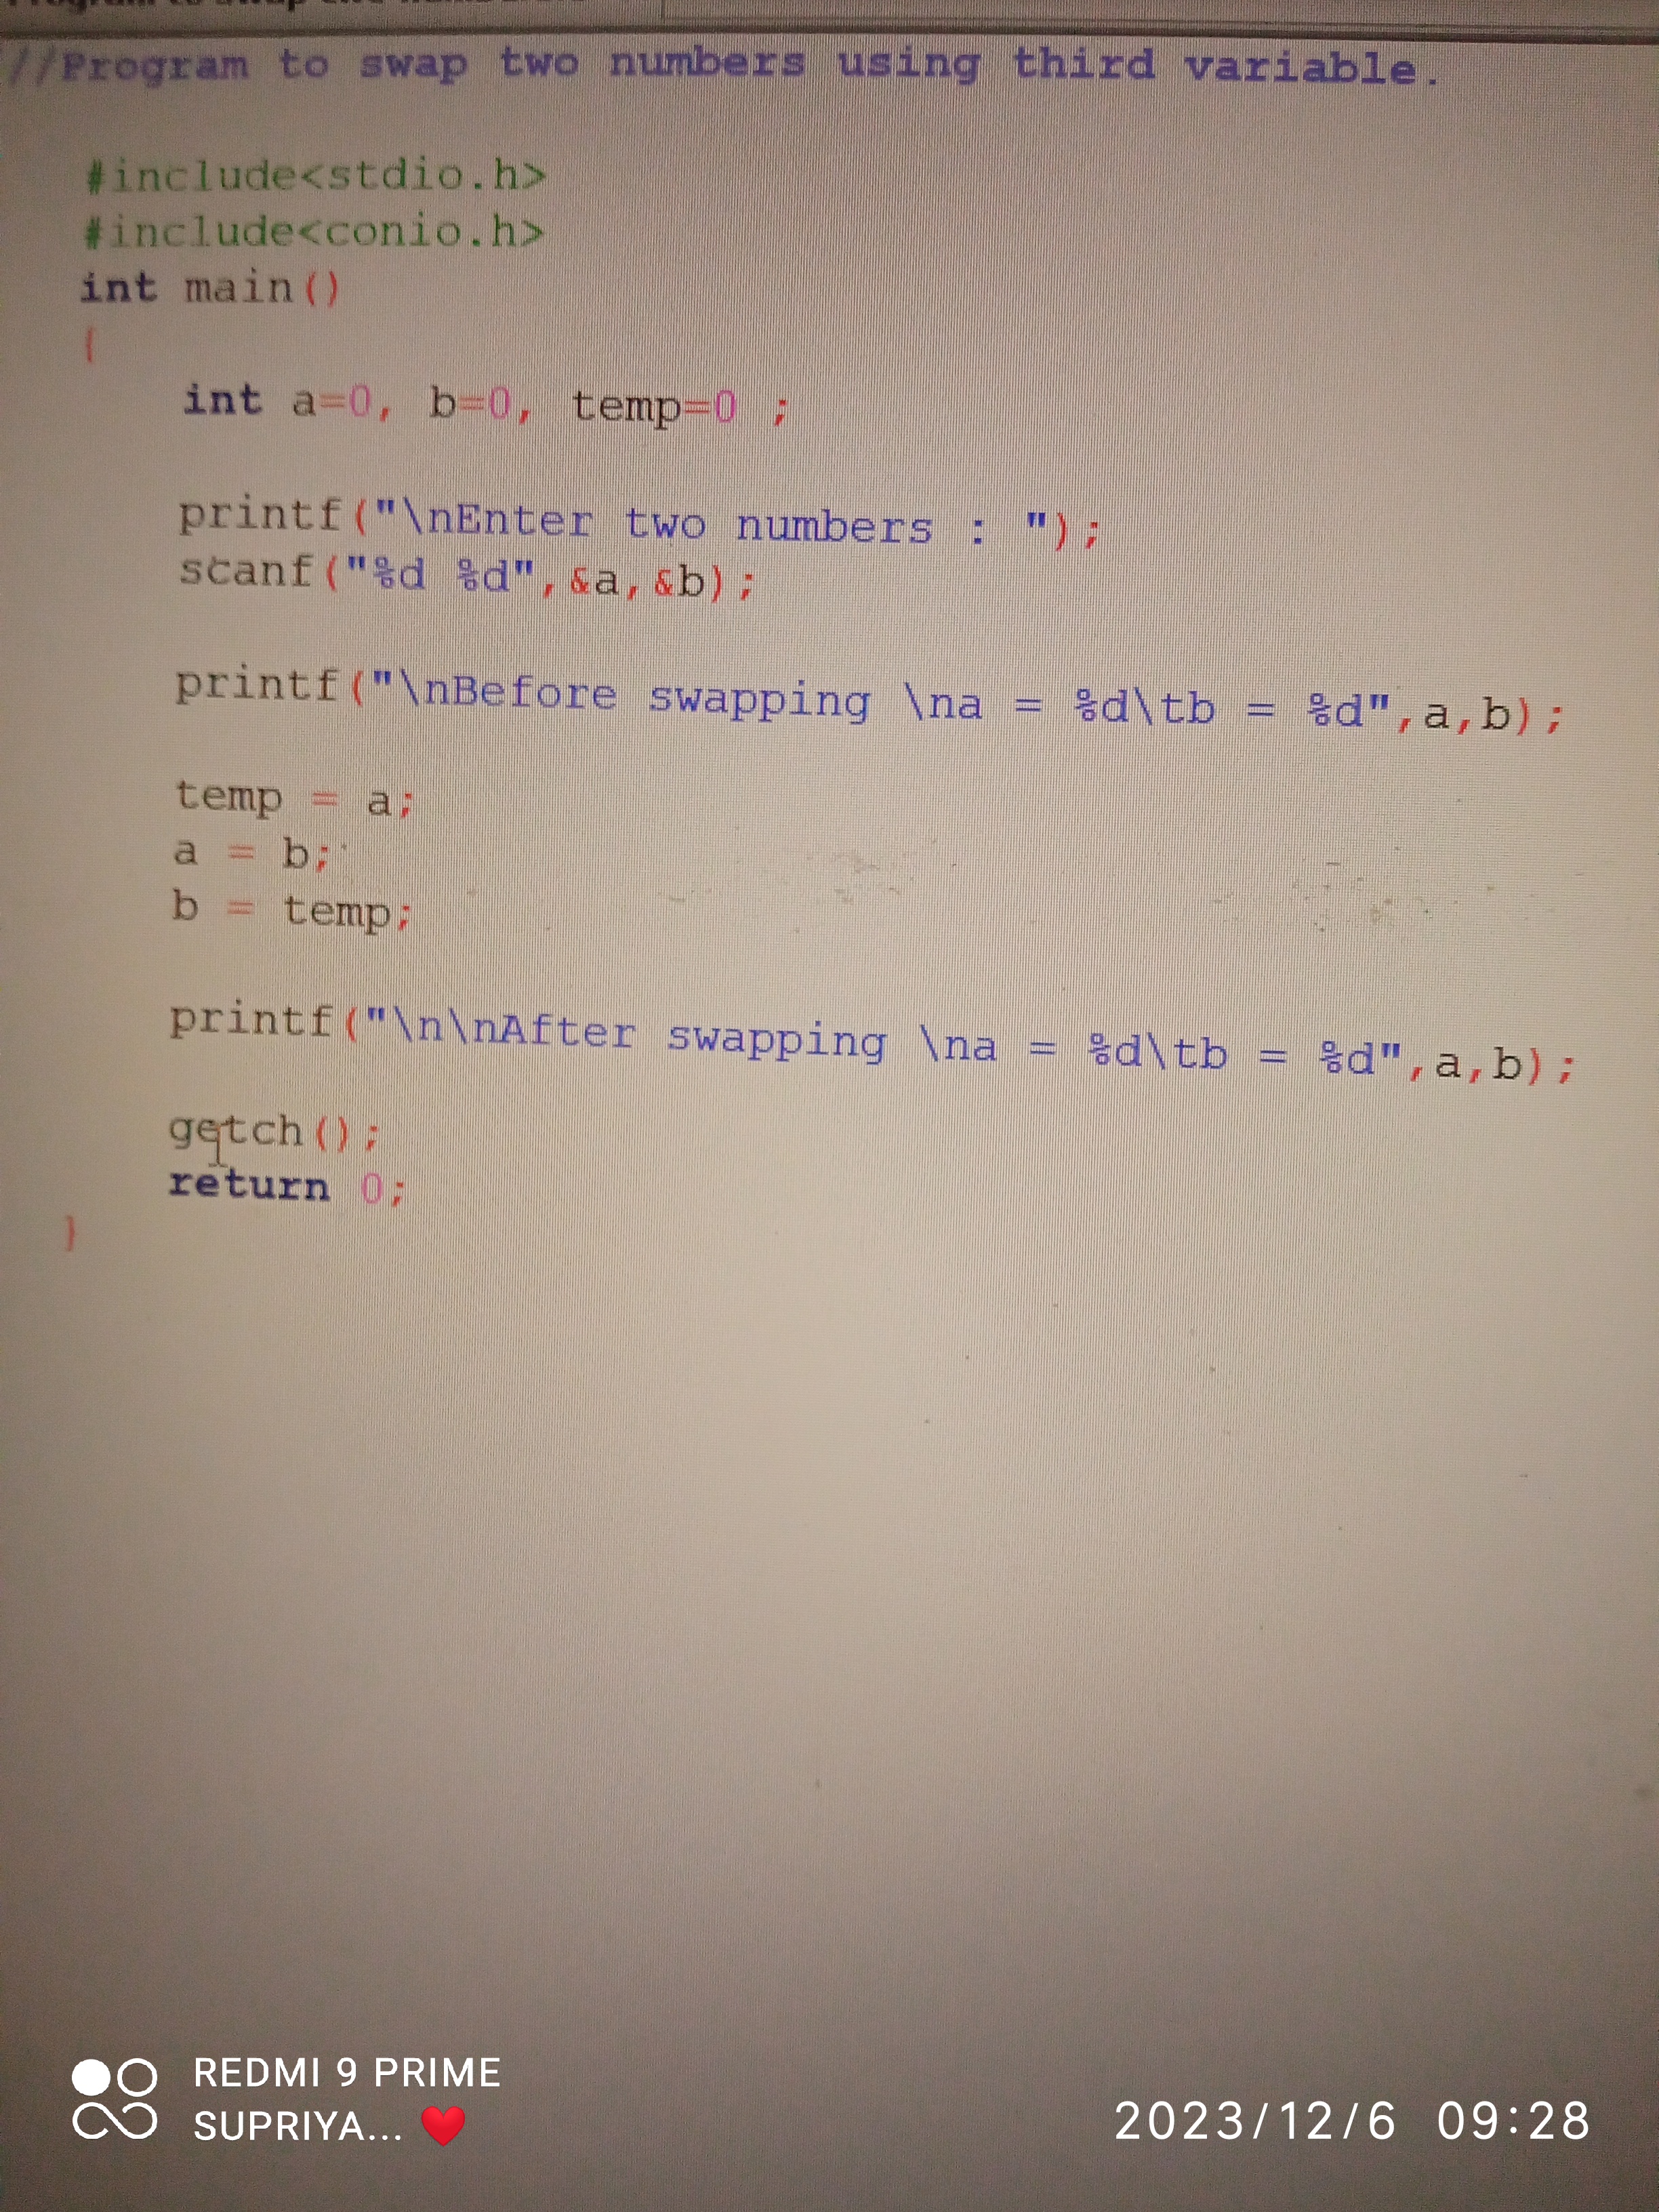 //Program to swap two numbers using third variable.
#include<stdio.h>
#include<conio.h>
int main()
{
int a=0, b=0, temp=0 ;
printf("\nEnter two numbers : ");
scanf("%d %d",&a,&b);
printf("\nBefore swapping \na = %d\tb = %d",a,b);
temp = a;
a = b;
b = temp;
printf("\n\nAfter swapping \na = %d\tb = %d",a,b);
getch();
return 0;
}
REDMI 9 PRIME
SUPRIYA... ❤️
2023/12/6 09:28